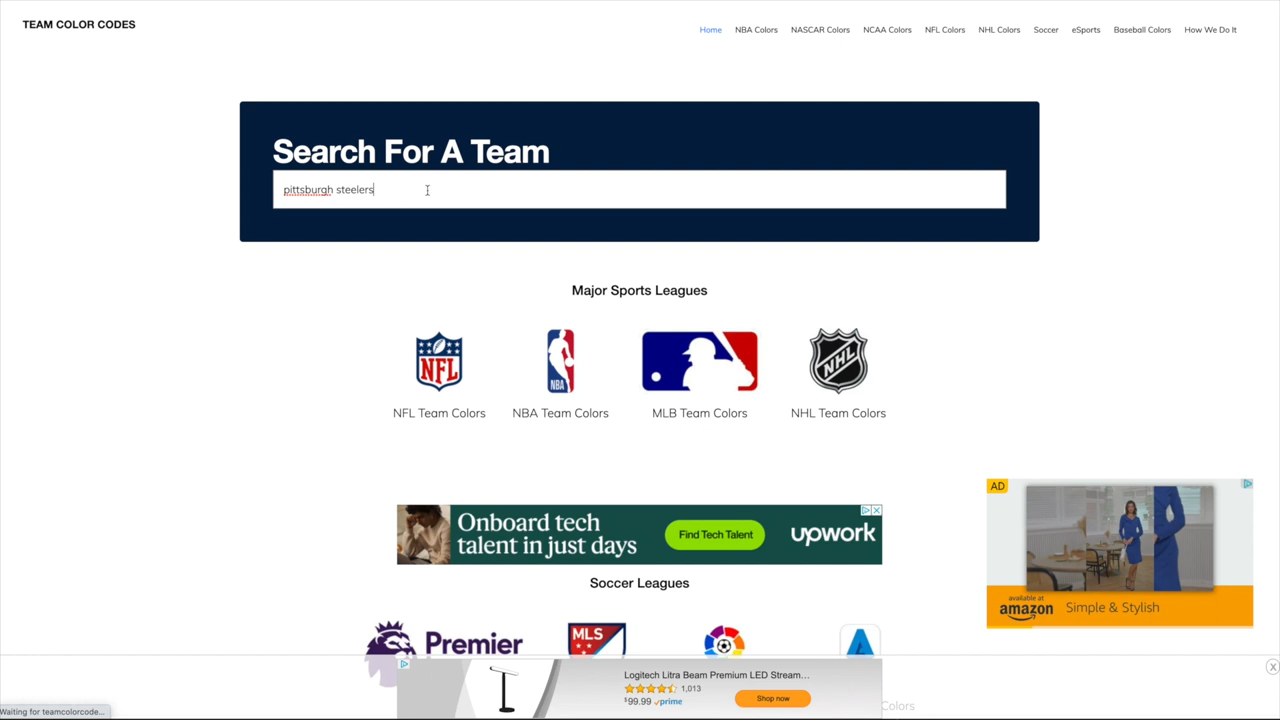 TEAM COLOR CODES
Home NBA Colors NASCAR Colors NCAA Colors NFL Colors NHL Colors Soccer eSports Baseball Colors How We Do It
Search For A Team
pittsburgh steelers
Major Sports Leagues
NFL
NBA
NHL
NFL Team Colors NBA Team Colors MLB Team Colors NHL Team Colors
AD
Onboard tech
talent in just days
Find Tech Talent
upwork
Soccer Leagues
available at
amazon
Simple & Stylish
Premier
MLS
Logitech Litra Beam Premium LED Stream...
1,013
$99.99 prime
Shop now
Colors
Waiting for teamcolorcode...